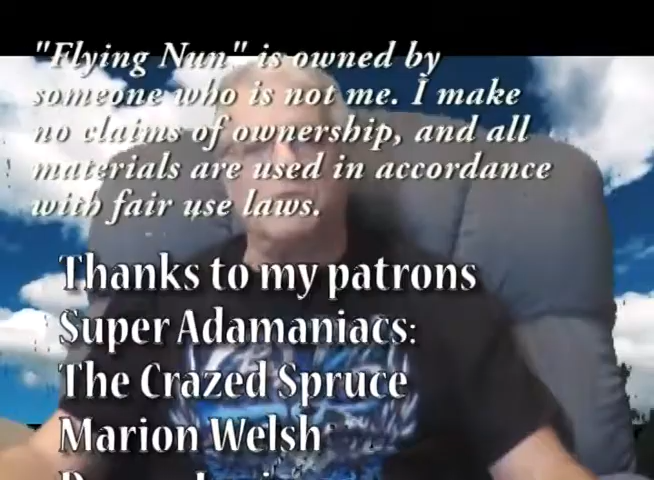 "Flying Nun" is owned by
someone who is not me. I make
no claims of ownership, and all
materials are used in accordance
with fair use laws.
Thanks to my patrons
Super Adamaniacs:
The Crazed Spruce
Marion Welsh